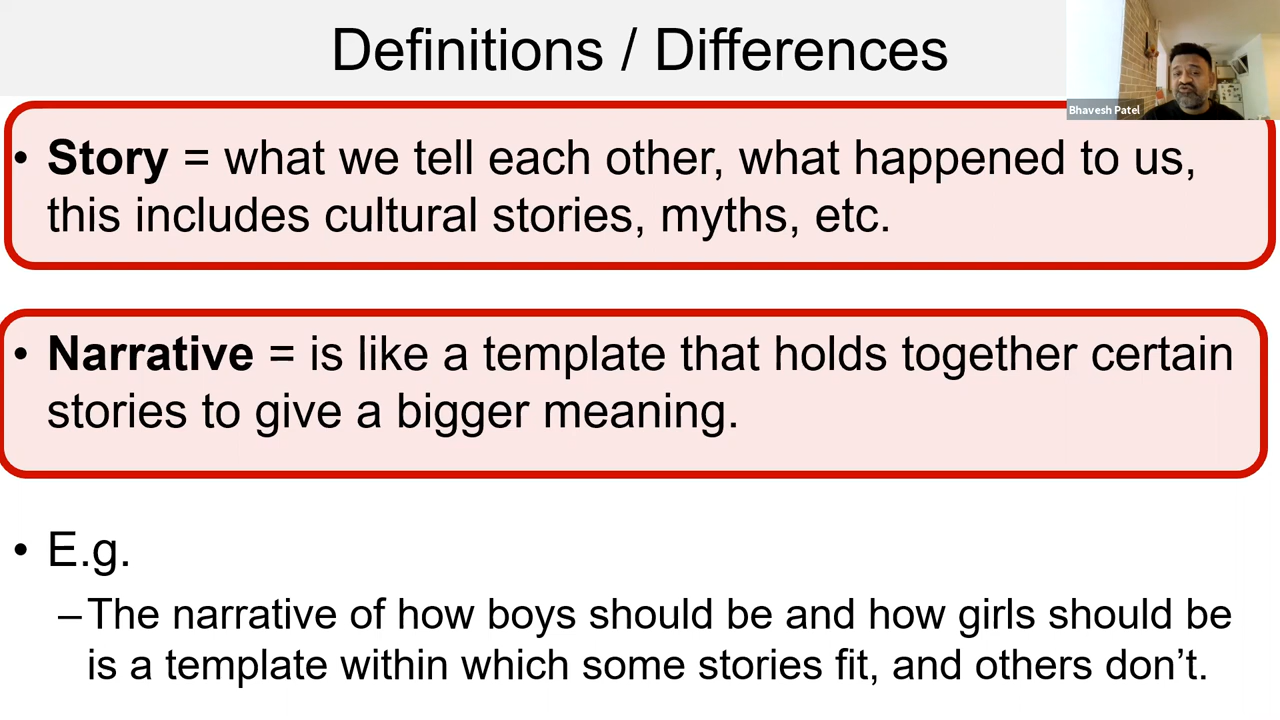 Definitions / Differences
Bhavesh Patel
• Story = what we tell each other, what happened to us,
this includes cultural stories, myths, etc.
• Narrative = is like a template that holds together certain
stories to give a bigger meaning.
• E.g.
–The narrative of how boys should be and how girls should be
is a template within which some stories fit, and others don’t.